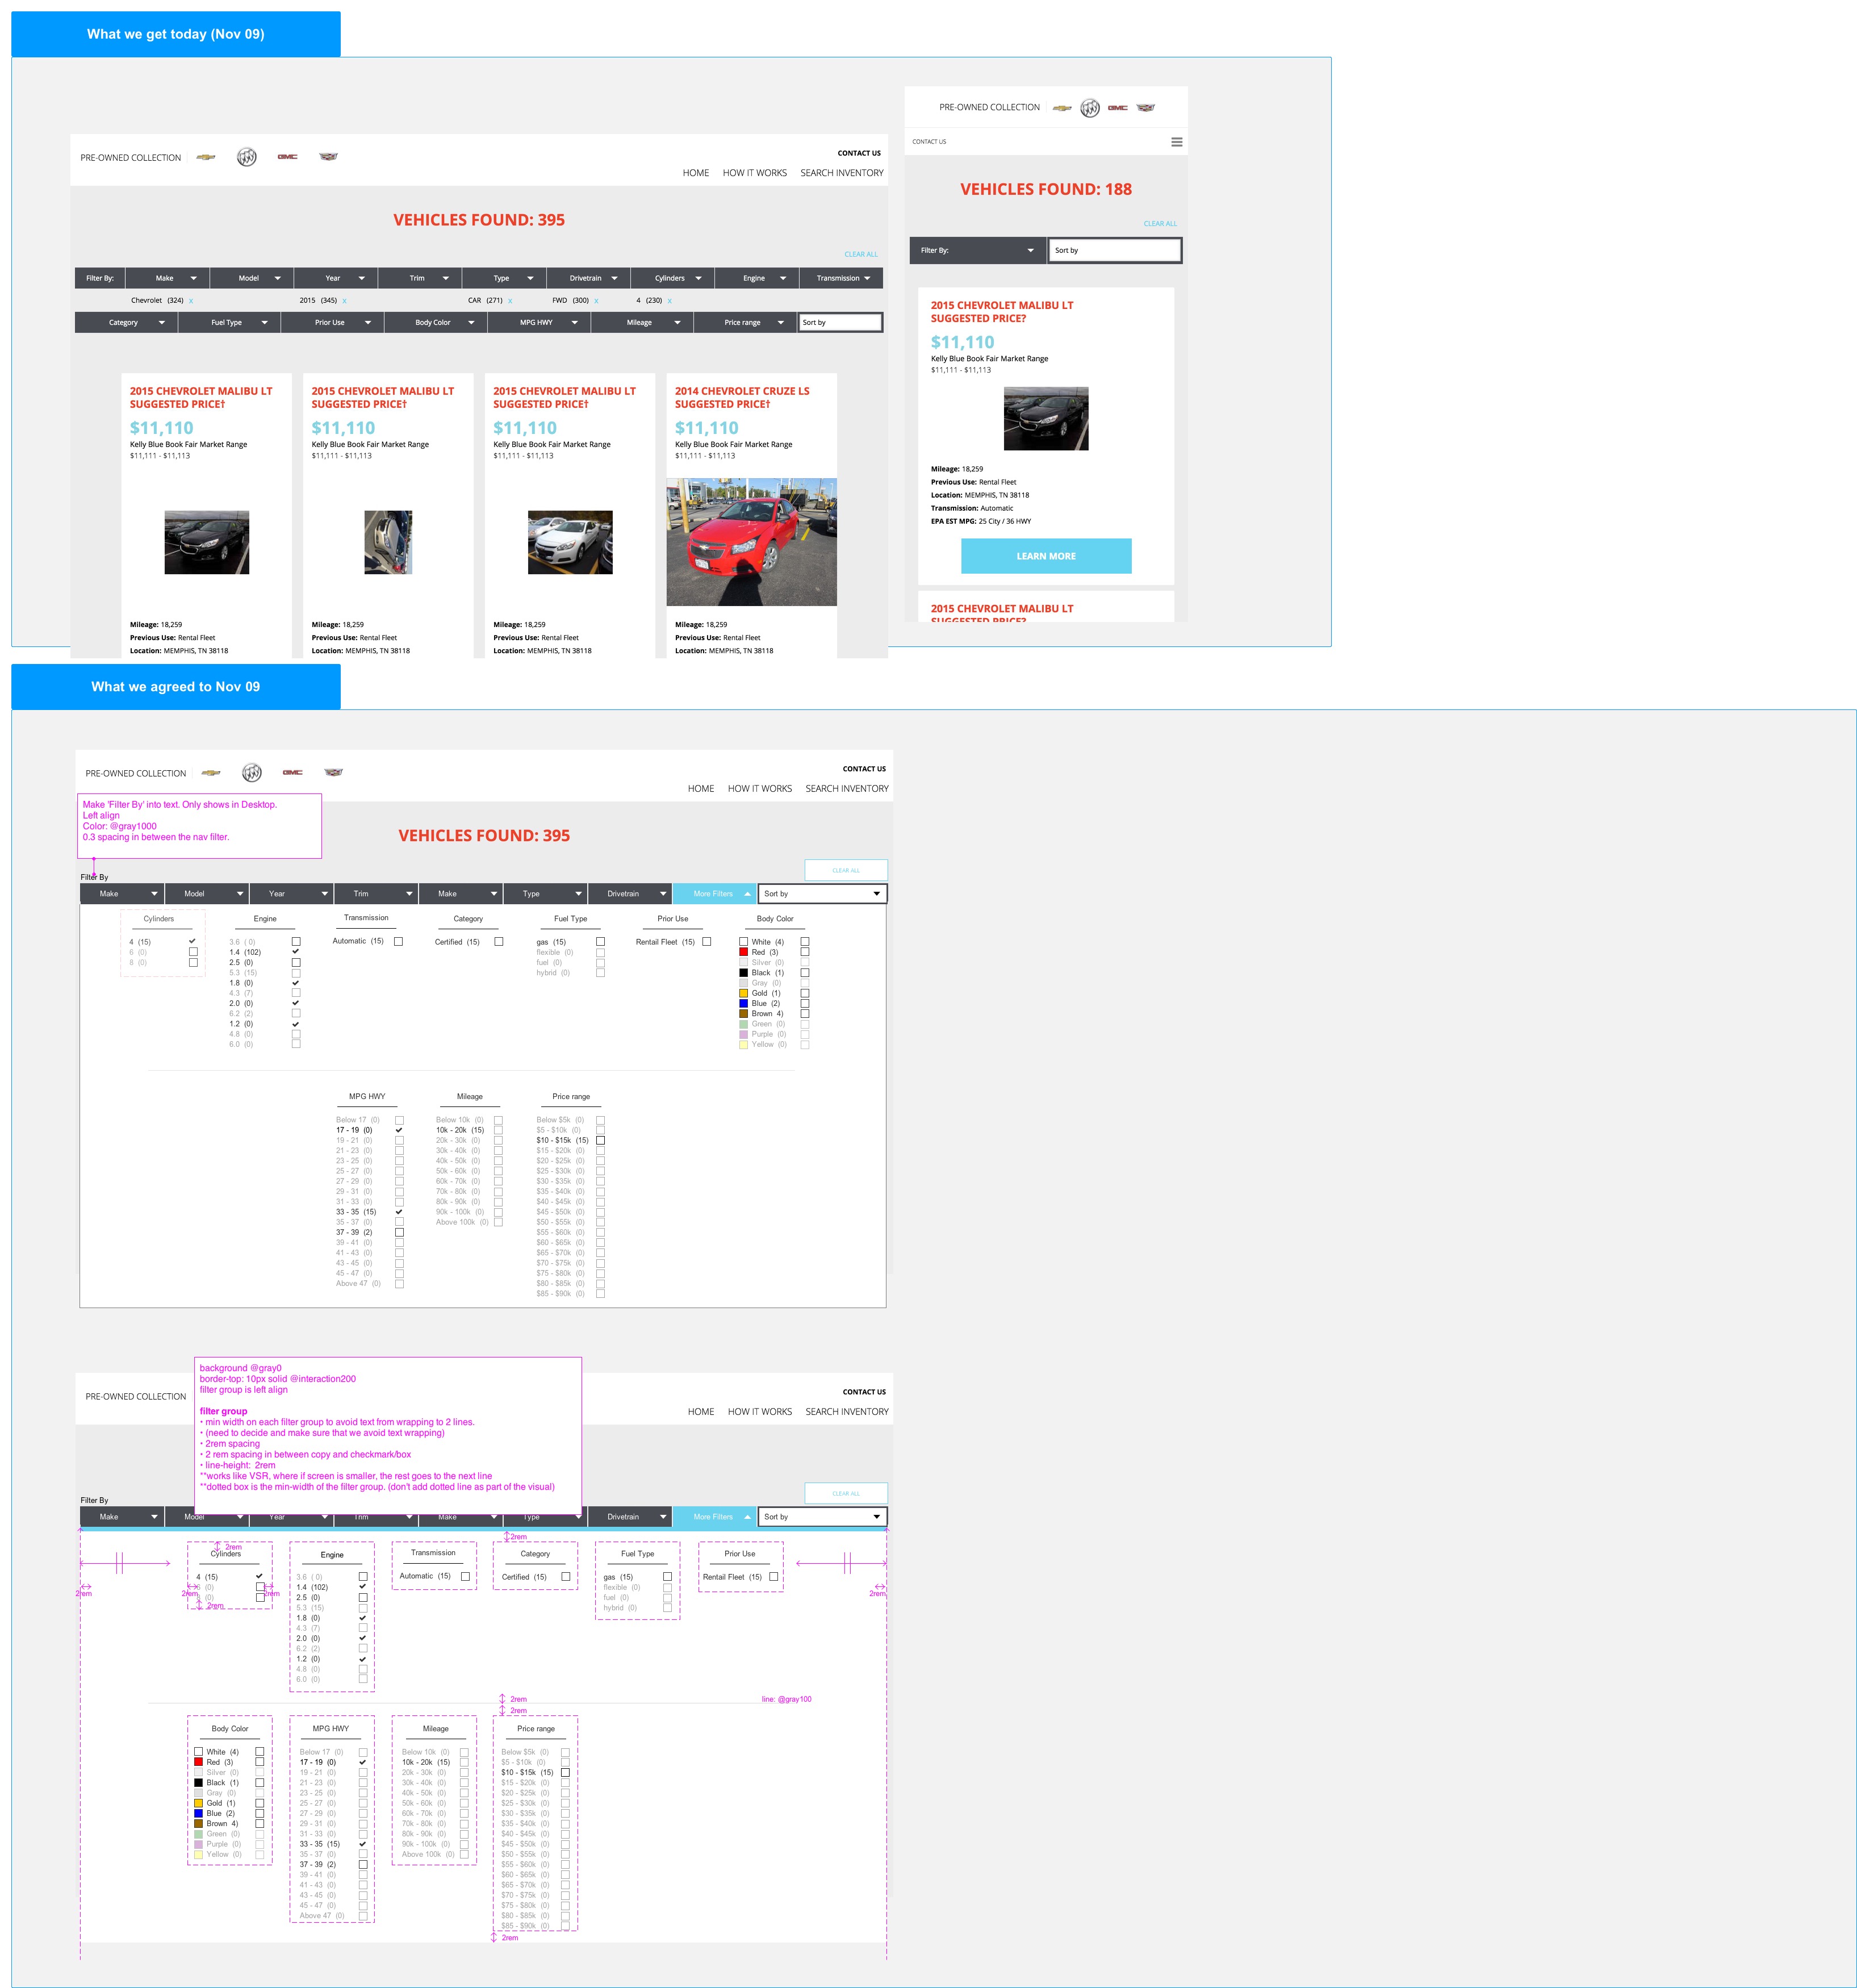 What we get today (Nov 09)
PRE-OWNED COLLECTION GMC
CONTACT US
HOME HOW IT WORKS SEARCH INVENTORY
VEHICLES FOUND: 395
CLEAR ALL
Filter By: Make Model Year Trim Type Drivetrain Cylinders Engine Transmission
Chevrolet (324) x 2015 (345) x CAR (271) x FWD (300) x 4 (230) x
Category Fuel Type Prior Use Body Color MPG HWY Mileage Price range Sort by
2015 CHEVROLET MALIBU LT
SUGGESTED PRICE†
$11,110
Kelly Blue Book Fair Market Range
$11,111 - $11,113
Mileage: 18,259
Previous Use: Rental Fleet
Location: MEMPHIS, TN 38118
2015 CHEVROLET MALIBU LT
SUGGESTED PRICE†
$11,110
Kelly Blue Book Fair Market Range
$11,111 - $11,113
Mileage: 18,259
Previous Use: Rental Fleet
Location: MEMPHIS, TN 38118
2015 CHEVROLET MALIBU LT
SUGGESTED PRICE†
$11,110
Kelly Blue Book Fair Market Range
$11,111 - $11,113
Mileage: 18,259
Previous Use: Rental Fleet
Location: MEMPHIS, TN 38118
2014 CHEVROLET CRUZE LS
SUGGESTED PRICE†
$11,110
Kelly Blue Book Fair Market Range
$11,111 - $11,113
Mileage: 18,259
Previous Use: Rental Fleet
Location: MEMPHIS, TN 38118
PRE-OWNED COLLECTION GMC
CONTACT US
VEHICLES FOUND: 188
CLEAR ALL
Filter By: Sort by
2015 CHEVROLET MALIBU LT
SUGGESTED PRICE?
$11,110
Kelly Blue Book Fair Market Range
$11,111 - $11,113
Mileage: 18,259
Previous Use: Rental Fleet
Location: MEMPHIS, TN 38118
Transmission: Automatic
EPA EST MPG: 25 City / 36 HWY
LEARN MORE
2015 CHEVROLET MALIBU LT
SUGGESTED PRICE?
What we agreed to Nov 09
PRE-OWNED COLLECTION GMC
CONTACT US
HOME HOW IT WORKS SEARCH INVENTORY
Make 'Filter By' into text. Only shows in Desktop.
Left align
Color: @gray1000
0.3 spacing in between the nav filter.
VEHICLES FOUND: 395
CLEAR ALL
Filter By
Make Model Year Trim Make Type Drivetrain More Filters Sort by
Cylinders
4 (15)
6 (0)
8 (0)
Engine
3.6 ( 0)
1.4 (102)
2.5 (0)
5.3 (15)
1.8 (0)
4.3 (7)
2.0 (0)
6.2 (2)
1.2 (0)
4.8 (0)
6.0 (0)
Transmission
Automatic (15)
Category
Certified (15)
Fuel Type
gas (15)
flexible (0)
fuel (0)
hybrid (0)
Prior Use
Rentail Fleet (15)
Body Color
White (4)
Red (3)
Silver (0)
Black (1)
Gray (0)
Gold (1)
Blue (2)
Brown 4)
Green (0)
Purple (0)
Yellow (0)
MPG HWY
Below 17 (0)
17 - 19 (0)
19 - 21 (0)
21 - 23 (0)
23 - 25 (0)
25 - 27 (0)
27 - 29 (0)
29 - 31 (0)
31 - 33 (0)
33 - 35 (15)
35 - 37 (0)
37 - 39 (2)
39 - 41 (0)
41 - 43 (0)
43 - 45 (0)
45 - 47 (0)
Above 47 (0)
Mileage
Below 10k (0)
10k - 20k (15)
20k - 30k (0)
30k - 40k (0)
40k - 50k (0)
50k - 60k (0)
60k - 70k (0)
70k - 80k (0)
80k - 90k (0)
90k - 100k (0)
Above 100k (0)
Price range
Below $5k (0)
$5 - $10k (0)
$10 - $15k (15)
$15 - $20k (0)
$20 - $25k (0)
$25 - $30k (0)
$30 - $35k (0)
$35 - $40k (0)
$40 - $45k (0)
$45 - $50k (0)
$50 - $55k (0)
$55 - $60k (0)
$60 - $65k (0)
$65 - $70k (0)
$70 - $75k (0)
$75 - $80k (0)
$80 - $85k (0)
$85 - $90k (0)
PRE-OWNED COLLECTION
CONTACT US
HOME HOW IT WORKS SEARCH INVENTORY
background @gray0
border-top: 10px solid @interaction200
filter group is left align
filter group
• min width on each filter group to avoid text from wrapping to 2 lines.
• (need to decide and make sure that we avoid text wrapping)
• 2rem spacing
• 2 rem spacing in between copy and checkmark/box
• line-height: 2rem
**works like VSR, where if screen is smaller, the rest goes to the next line
**dotted box is the min-width of the filter group. (don't add dotted line as part of the visual)
CLEAR ALL
Filter By
Make Model Year Trim Make Type Drivetrain More Filters Sort by
2rem
2rem
Cylinders
4 (15)
(0)
(0)
2rem
2rem
2rem
2rem
Engine
3.6 ( 0)
1.4 (102)
2.5 (0)
5.3 (15)
1.8 (0)
4.3 (7)
2.0 (0)
6.2 (2)
1.2 (0)
4.8 (0)
6.0 (0)
Transmission
Automatic (15)
Category
Certified (15)
Fuel Type
gas (15)
flexible (0)
fuel (0)
hybrid (0)
Prior Use
Rentail Fleet (15)
2rem
2rem
line: @gray100
2rem
Body Color
White (4)
Red (3)
Silver (0)
Black (1)
Gray (0)
Gold (1)
Blue (2)
Brown 4)
Green (0)
Purple (0)
Yellow (0)
MPG HWY
Below 17 (0)
17 - 19 (0)
19 - 21 (0)
21 - 23 (0)
23 - 25 (0)
25 - 27 (0)
27 - 29 (0)
29 - 31 (0)
31 - 33 (0)
33 - 35 (15)
35 - 37 (0)
37 - 39 (2)
39 - 41 (0)
41 - 43 (0)
43 - 45 (0)
45 - 47 (0)
Above 47 (0)
Mileage
Below 10k (0)
10k - 20k (15)
20k - 30k (0)
30k - 40k (0)
40k - 50k (0)
50k - 60k (0)
60k - 70k (0)
70k - 80k (0)
80k - 90k (0)
90k - 100k (0)
Above 100k (0)
Price range
Below $5k (0)
$5 - $10k (0)
$10 - $15k (15)
$15 - $20k (0)
$20 - $25k (0)
$25 - $30k (0)
$30 - $35k (0)
$35 - $40k (0)
$40 - $45k (0)
$45 - $50k (0)
$50 - $55k (0)
$55 - $60k (0)
$60 - $65k (0)
$65 - $70k (0)
$70 - $75k (0)
$75 - $80k (0)
$80 - $85k (0)
$85 - $90k (0)
2rem